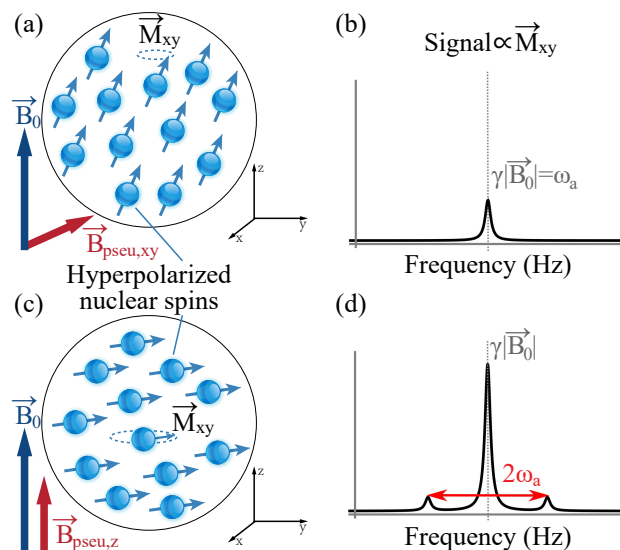 (a)
M⃗xy
B⃗0
B⃗pseu,xy
z
y
x
Hyperpolarized
nuclear spins
(b)
Signal∝M⃗xy
γ|B⃗0|=ωa
Frequency (Hz)
(c)
B⃗0
M⃗xy
B⃗pseu,z
z
y
x
(d)
γ|B⃗0|
2ωa
Frequency (Hz)